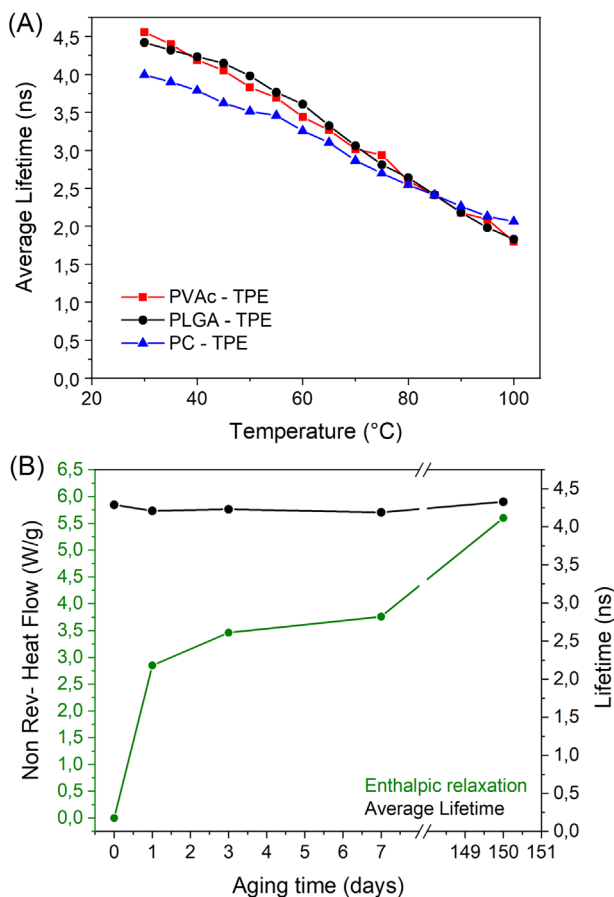 (A)
Average Lifetime (ns)
4,5
4,0
3,5
3,0
2,5
2,0
1,5
1,0
0,5
0,0
PVAc - TPE
PLGA - TPE
PC - TPE
20 40 60 80 100
Temperature (°C)
(B)
Non Rev- Heat Flow (W/g)
6,5
6,0
5,5
5,0
4,5
4,0
3,5
3,0
2,5
2,0
1,5
1,0
0,5
0,0
4,5
4,0
3,5
3,0
2,5
2,0
1,5
1,0
0,5
0,0
Lifetime (ns)
Enthalpic relaxation
Average Lifetime
0 1 2 3 4 5 6 7 149 150 151
Aging time (days)